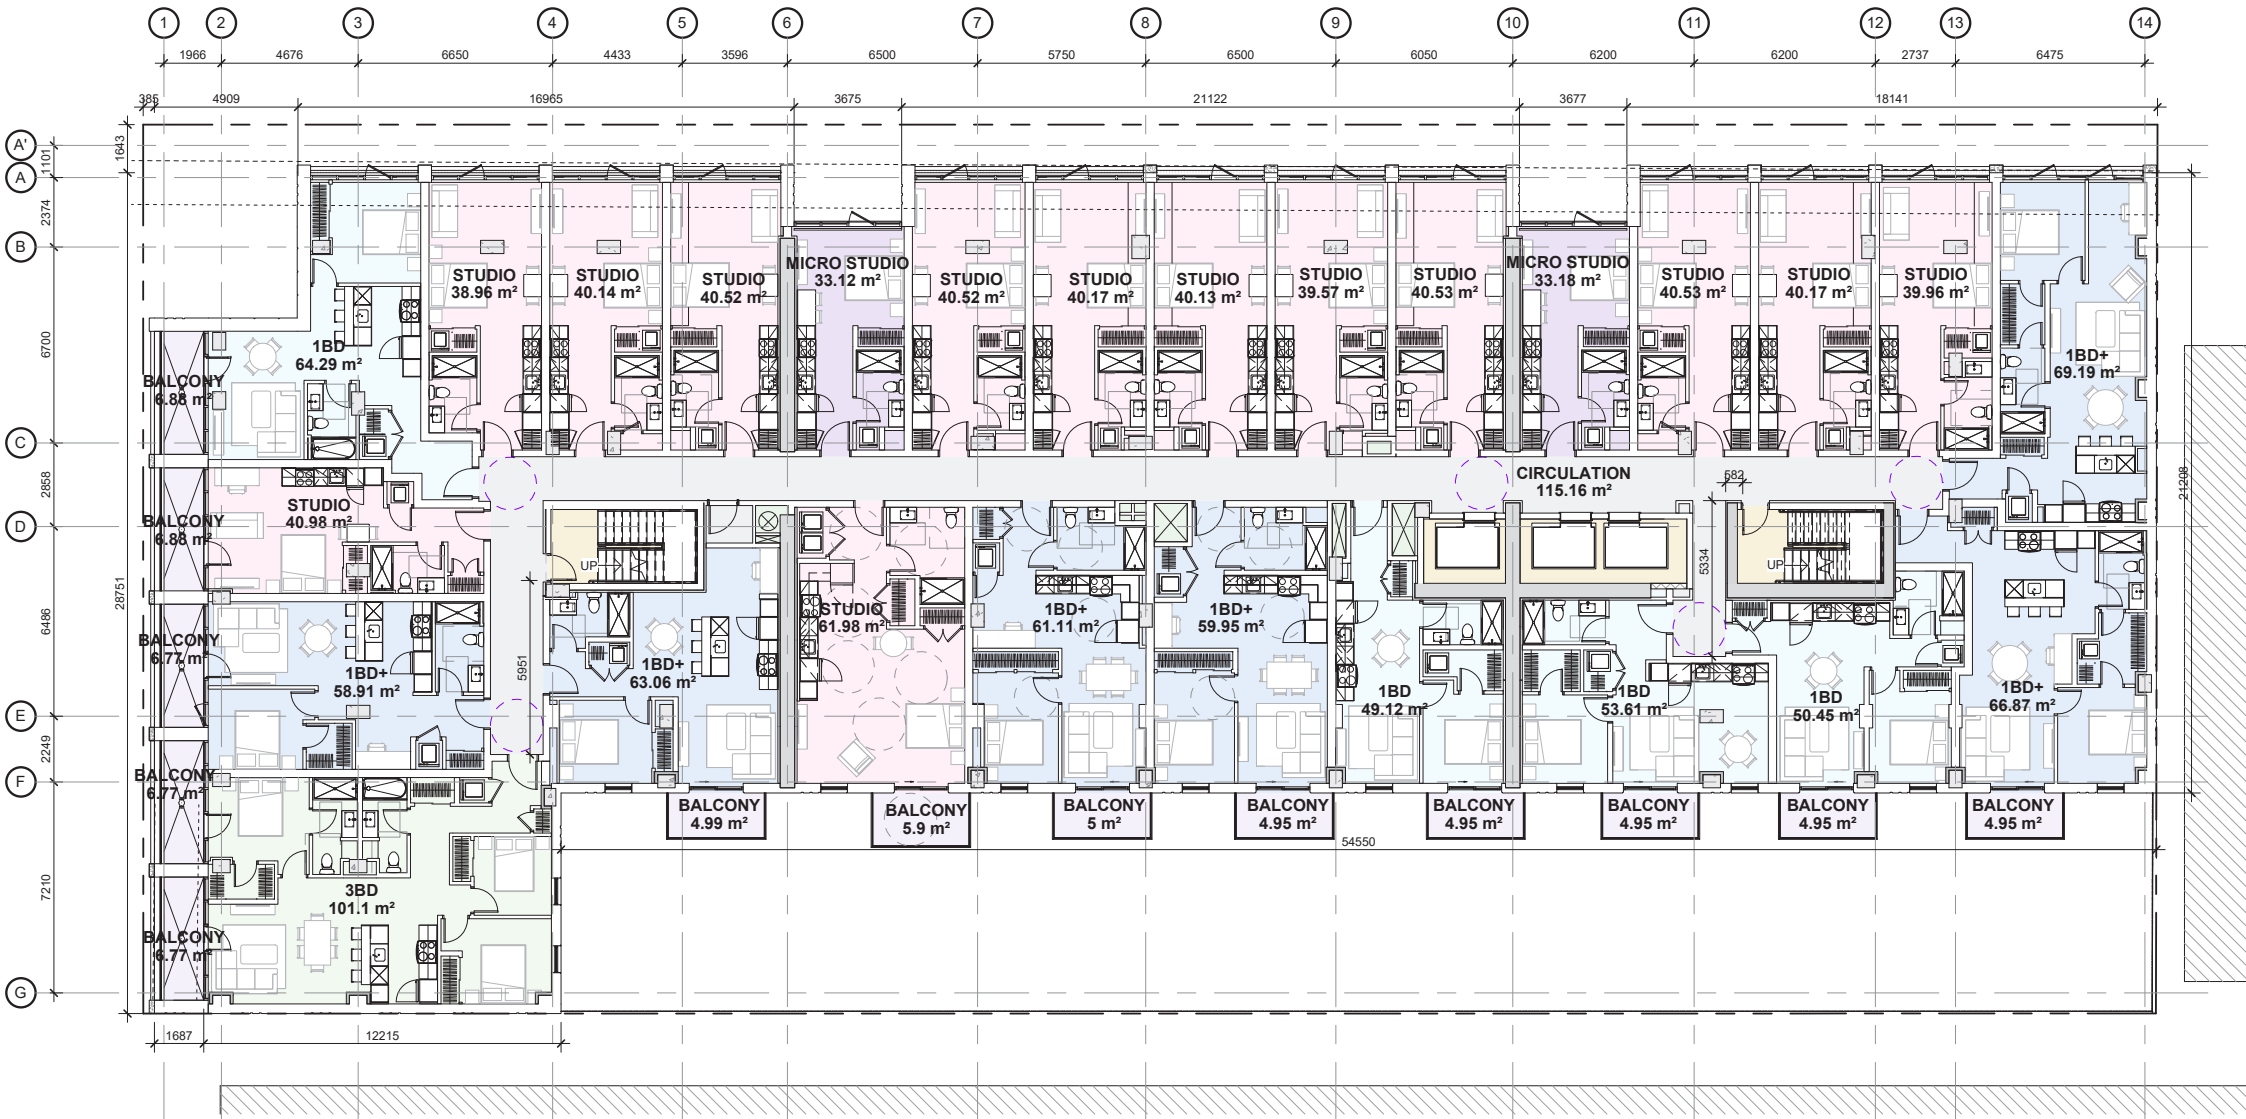 1 2 3 4 5 6 7 8 9 10 11 12 13 14
1966 4676 6650 4433 3596 6500 5750 6500 6050 6200 6200 2737 6475
385 4909 16965 3675 21122 3677 18141
A'
A
B
C
D
E
F
G
1643
1101
2374
6700
2858
6486
2249
7210
28751
21208
STUDIO
38.96 m²
STUDIO
40.14 m²
STUDIO
40.52 m²
MICRO STUDIO
33.12 m²
STUDIO
40.52 m²
STUDIO
40.17 m²
STUDIO
40.13 m²
STUDIO
39.57 m²
STUDIO
40.53 m²
MICRO STUDIO
33.18 m²
STUDIO
40.53 m²
STUDIO
40.17 m²
STUDIO
39.96 m²
1BD
64.29 m²
1BD+
69.19 m²
BALCONY
6.88 m²
CIRCULATION
115.16 m²
582
STUDIO
40.98 m²
BALCONY
6.88 m²
UP
UP
5334
STUDIO
61.98 m²
1BD+
61.11 m²
1BD+
59.95 m²
BALCONY
6.77 m²
1BD+
58.91 m²
5951
1BD+
63.06 m²
1BD
49.12 m²
1BD
53.61 m²
1BD
50.45 m²
1BD+
66.87 m²
BALCONY
6.77 m²
BALCONY
4.99 m²
BALCONY
5.9 m²
BALCONY
5 m²
BALCONY
4.95 m²
BALCONY
4.95 m²
BALCONY
4.95 m²
BALCONY
4.95 m²
BALCONY
4.95 m²
54550
3BD
101.1 m²
BALCONY
6.77 m²
1687 12215